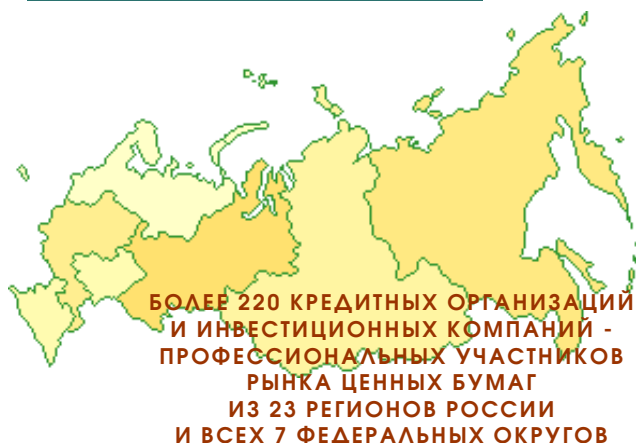 БОЛЕЕ 220 КРЕДИТНЫХ ОРГАНИЗАЦИЙ
И ИНВЕСТИЦИОННЫХ КОМПАНИЙ -
ПРОФЕССИОНАЛЬНЫХ УЧАСТНИКОВ
РЫНКА ЦЕННЫХ БУМАГ
ИЗ 23 РЕГИОНОВ РОССИИ
И ВСЕХ 7 ФЕДЕРАЛЬНЫХ ОКРУГОВ